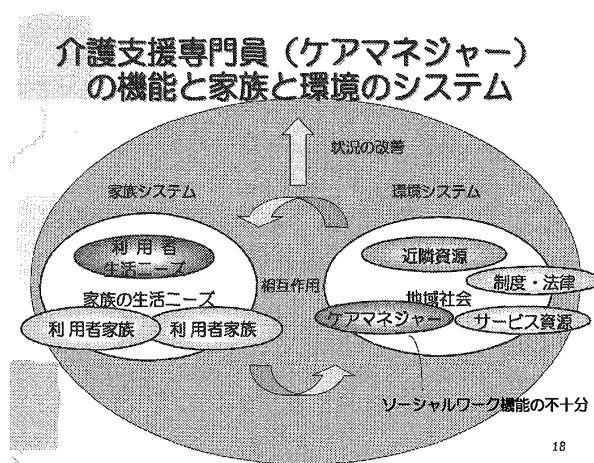 介護支援専門員（ケアマネジャー）
の機能と家族と環境のシステム
状況の改善
家族システム
環境システム
利用者
生活ニーズ
家族の生活ニーズ
利用者家族
利用者家族
相互作用
近隣資源
制度・法律
地域社会
ケアマネジャー
サービス資源
ソーシャルワーク機能の不十分
18